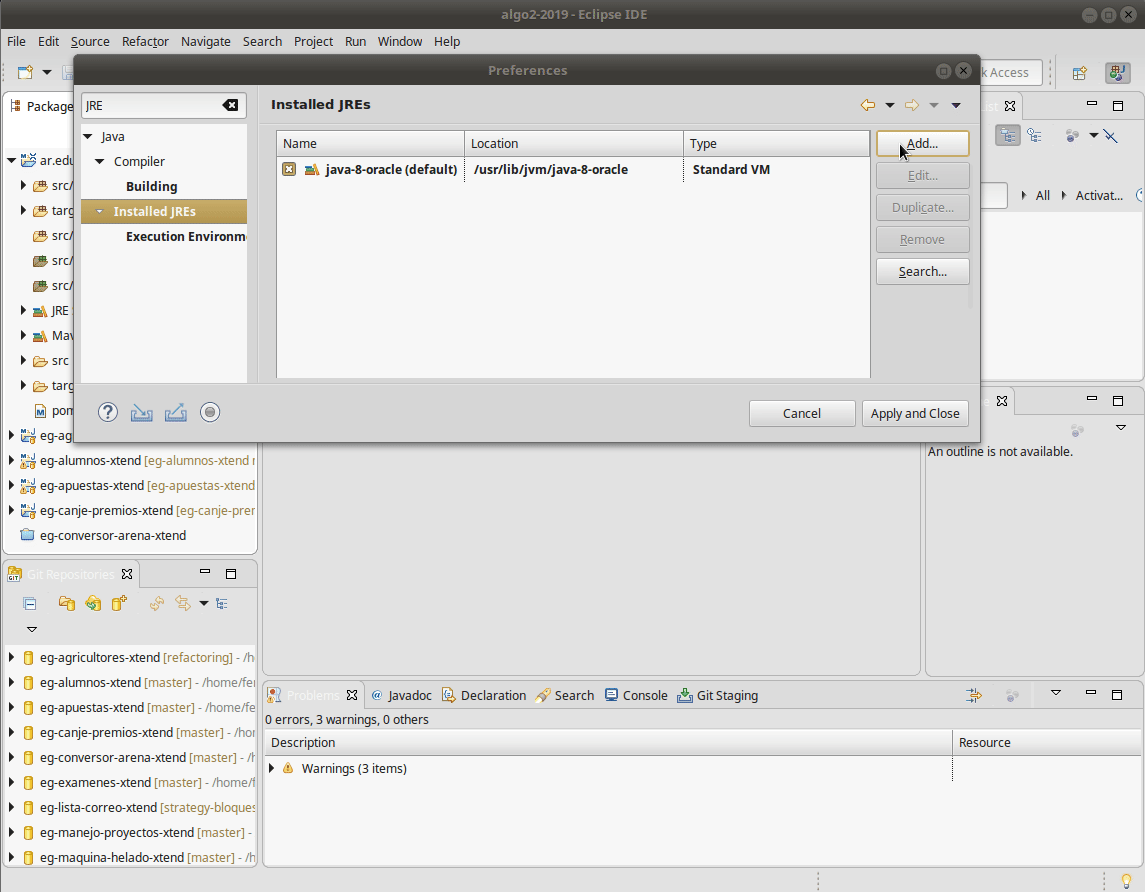 algo2-2019 - Eclipse IDE
File Edit Source Refactor Navigate Search Project Run Window Help
Preferences
Access
Package
JRE
Installed JREs
Java
Compiler
Building
Installed JREs
Execution Environm
Name Location Type
java-8-oracle (default) /usr/lib/jvm/java-8-oracle Standard VM
Add...
Edit...
Duplicate...
Remove
Search...
All Activat...
ar.edu
src/
targ
src/
src/
src/
JRE
Mav
src
targ
pom
Cancel Apply and Close
An outline is not available.
eg-ag
eg-alumnos-xtend [eg-alumnos-xtend
eg-apuestas-xtend [eg-apuestas-xtend
eg-canje-premios-xtend [eg-canje-prem
eg-conversor-arena-xtend
Git Repositories
eg-agricultores-xtend [refactoring] - /h
eg-alumnos-xtend [master] - /home/fe
eg-apuestas-xtend [master] - /home/fe
eg-canje-premios-xtend [master] - /hor
eg-conversor-arena-xtend [master] - /h
eg-examenes-xtend [master] - /home/f
eg-lista-correo-xtend [strategy-bloques
eg-manejo-proyectos-xtend [master] -
eg-maquina-helado-xtend [master] - /h
Problems Javadoc Declaration Search Console Git Staging
0 errors, 3 warnings, 0 others
Description Resource
Warnings (3 items)